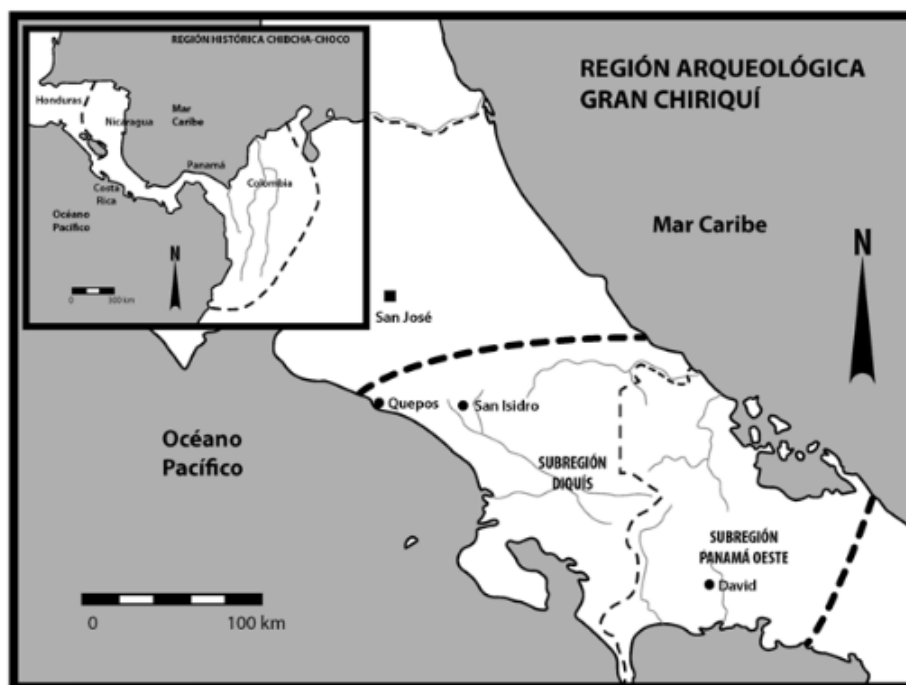 REGIÓN HISTÓRICA CHIBCHA-CHOCO
Honduras
Nicaragua
Mar
Caribe
Panamá
Colombia
Costa
Rica
Océano
Pacífico
N
0 300 km
REGIÓN ARQUEOLÓGICA
GRAN CHIRIQUÍ
Mar Caribe
N
San José
Quepos
San Isidro
Océano
Pacífico
SUBREGIÓN
DIQUÍS
SUBREGIÓN
PANAMÁ OESTE
David
0 100 km